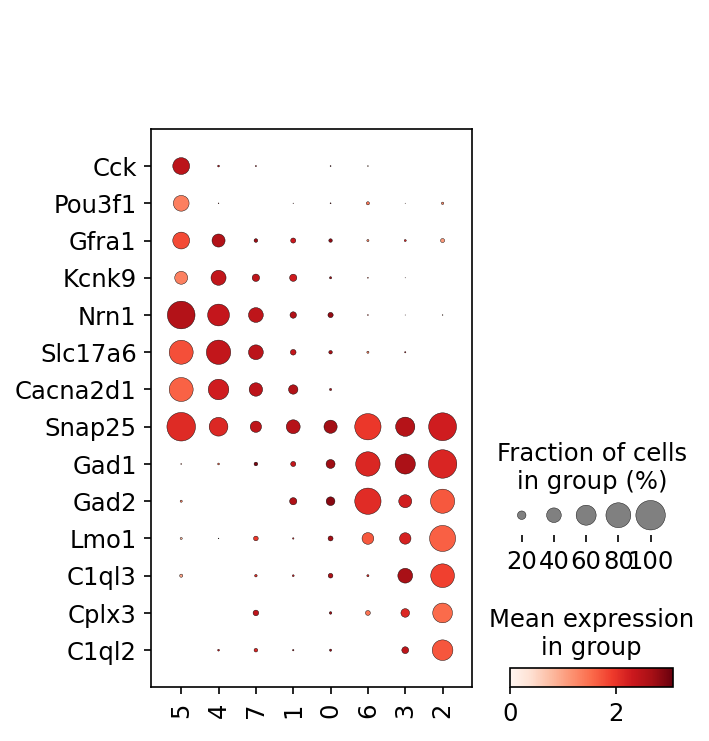 Cck
Pou3f1
Gfra1
Kcnk9
Nrn1
Slc17a6
Cacna2d1
Snap25
Gad1
Gad2
Lmo1
C1ql3
Cplx3
C1ql2
5 4 7 1 0 6 3 2
Fraction of cells
in group (%)
20 40 60 80 100
Mean expression
in group
0 2